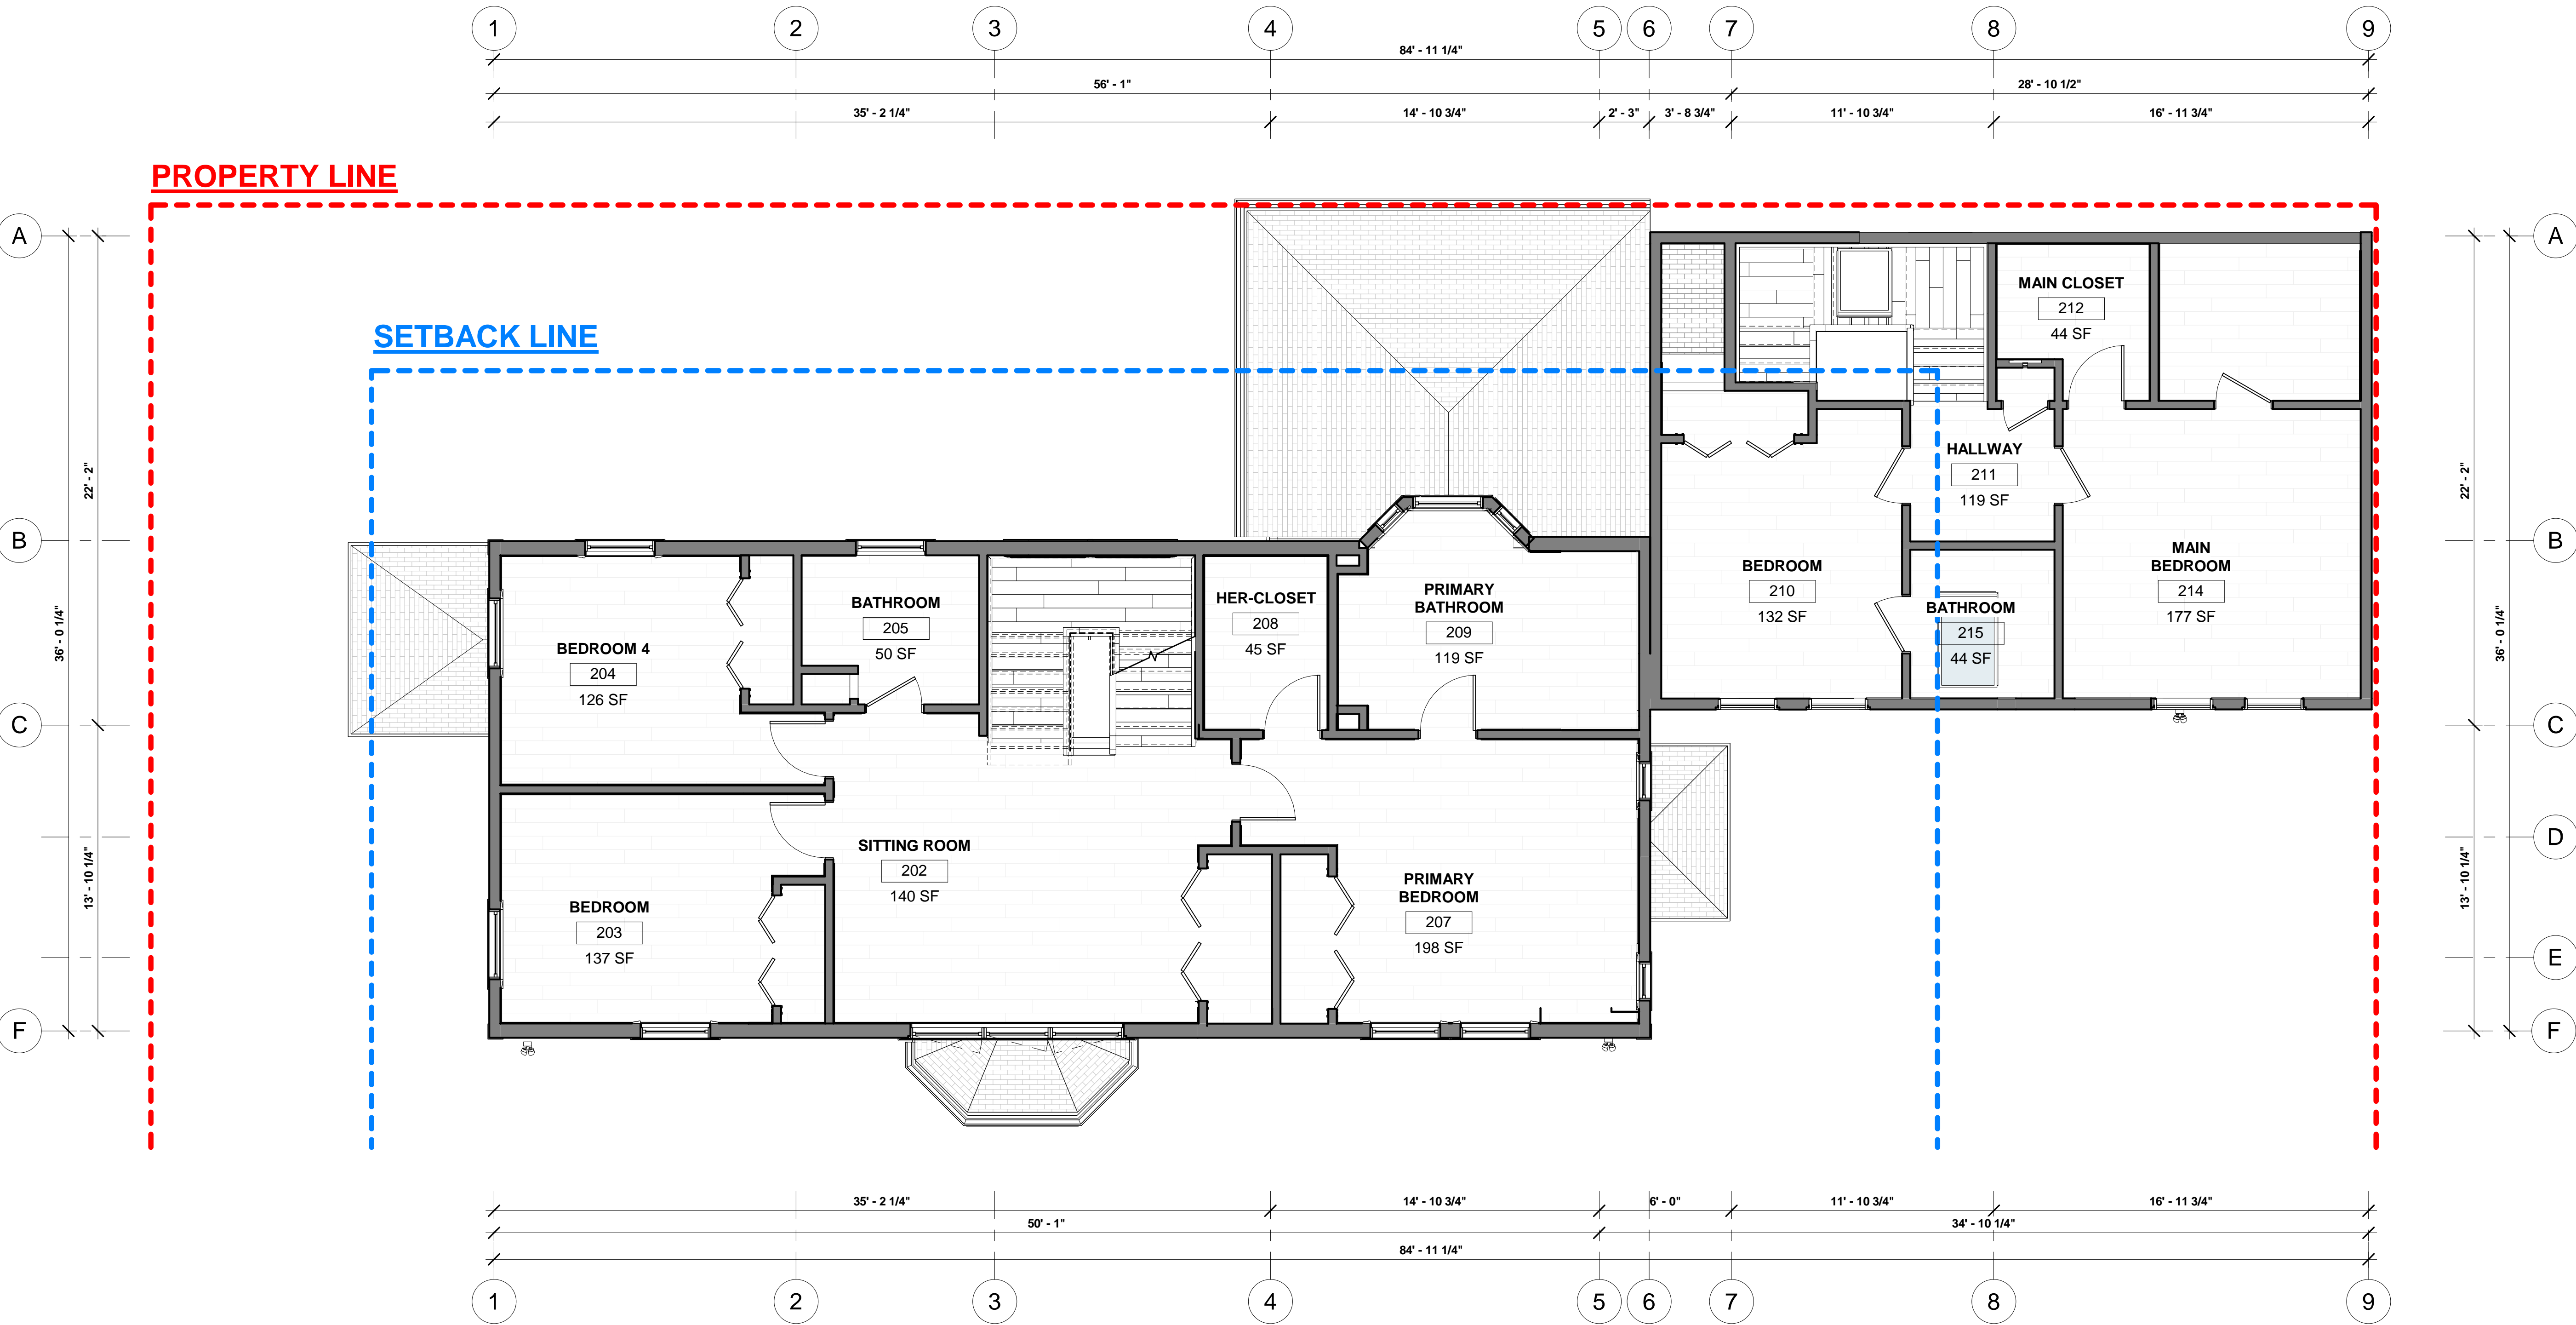 1 2 3 4 5 6 7 8 9
84' - 11 1/4"
56' - 1" 28' - 10 1/2"
35' - 2 1/4" 14' - 10 3/4" 2' - 3" 3' - 8 3/4" 11' - 10 3/4" 16' - 11 3/4"
PROPERTY LINE
SETBACK LINE
A
B
C
F
22' - 2"
36' - 0 1/4"
13' - 10 1/4"
MAIN CLOSET
212
44 SF
HALLWAY
211
119 SF
BEDROOM
210
132 SF
BATHROOM
215
44 SF
MAIN
BEDROOM
214
177 SF
BEDROOM 4
204
126 SF
BATHROOM
205
50 SF
HER-CLOSET
208
45 SF
PRIMARY
BATHROOM
209
119 SF
SITTING ROOM
202
140 SF
BEDROOM
203
137 SF
PRIMARY
BEDROOM
207
198 SF
A
B
C
D
E
F
22' - 2"
36' - 0 1/4"
13' - 10 1/4"
35' - 2 1/4" 14' - 10 3/4" 6' - 0" 11' - 10 3/4" 16' - 11 3/4"
50' - 1" 34' - 10 1/4"
84' - 11 1/4"
1 2 3 4 5 6 7 8 9